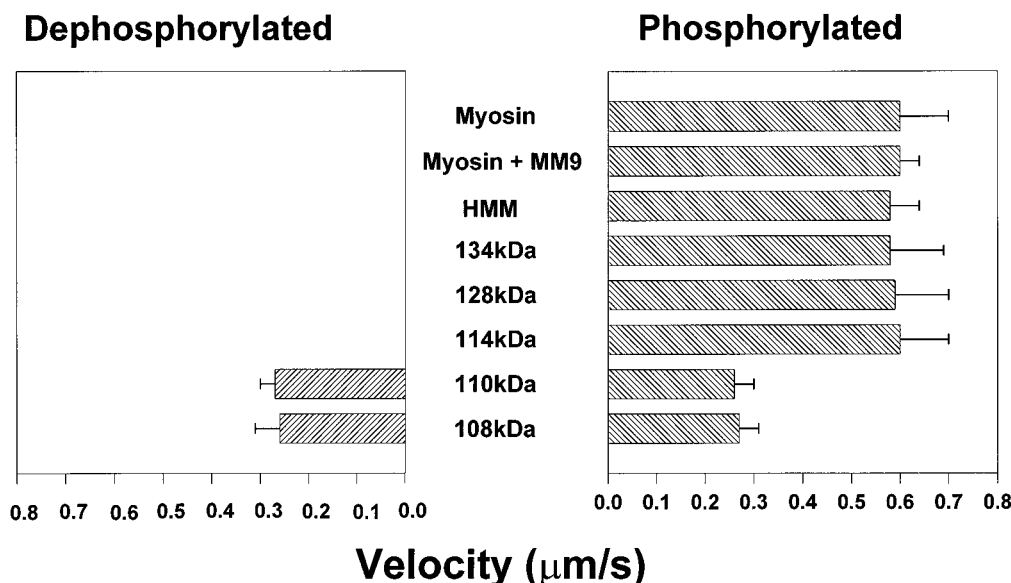 Dephosphorylated
Phosphorylated
Myosin
Myosin + MM9
HMM
134kDa
128kDa
114kDa
110kDa
108kDa
0.8 0.7 0.6 0.5 0.4 0.3 0.2 0.1 0.0
0.0 0.1 0.2 0.3 0.4 0.5 0.6 0.7 0.8
Velocity (μm/s)